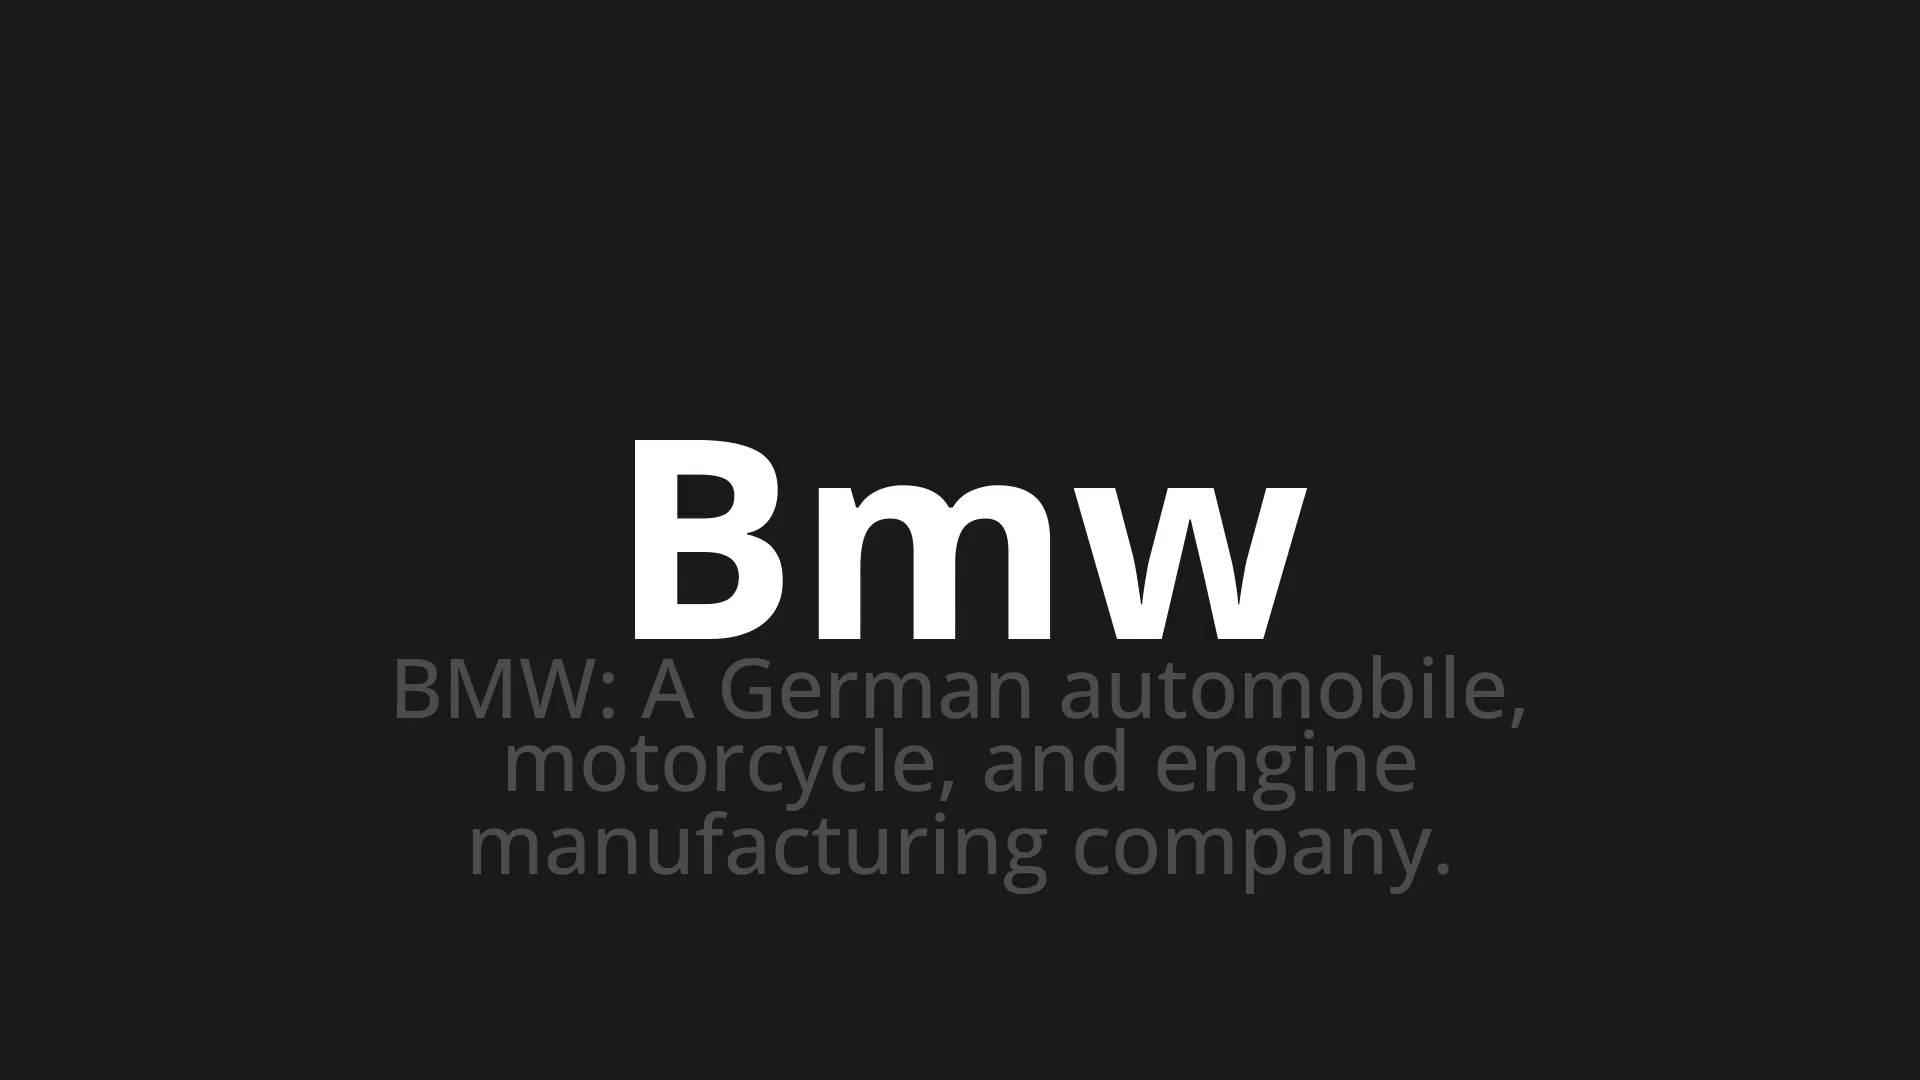 Bmw
BMW: A German automobile,
motorcycle, and engine
manufacturing company.